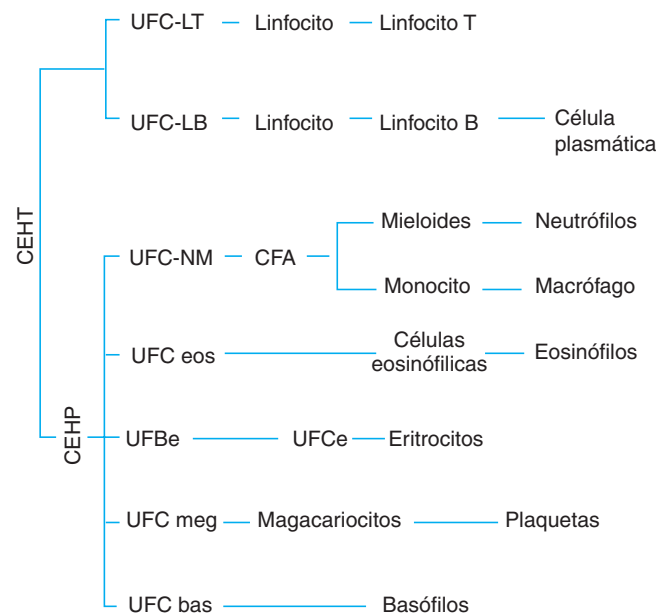 UFC-LT Linfocito Linfocito T
UFC-LB Linfocito Linfocito B Célula
plasmática
CEHT
Mieloides Neutrófilos
UFC-NM CFA
Monocito Macrófago
Células
eosinófilicas
UFC eos Eosinófilos
CEHP
UFBe UFCe Eritrocitos
UFC meg Magacariocitos Plaquetas
UFC bas Basófilos